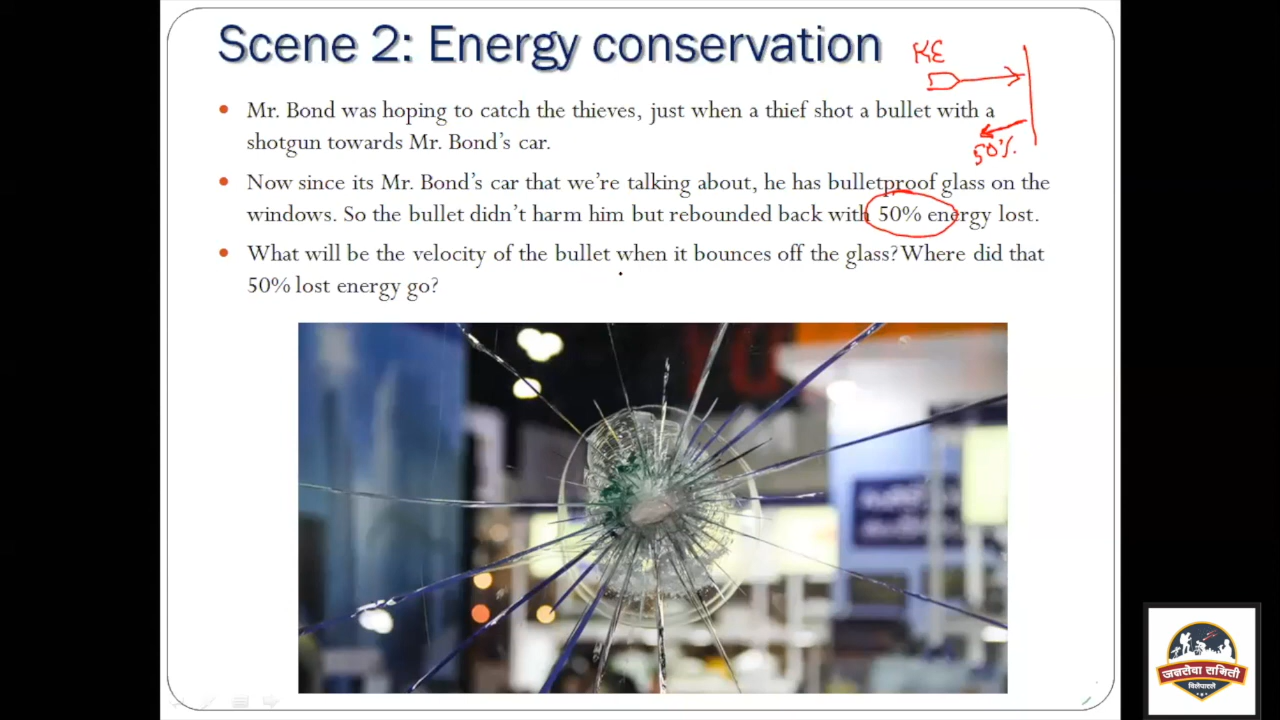 Scene 2: Energy conservation
KE
Mr. Bond was hoping to catch the thieves, just when a thief shot a bullet with a
shotgun towards Mr. Bond's car.
50%.
Now since its Mr. Bond's car that we're talking about, he has bulletproof glass on the
windows. So the bullet didn't harm him but rebounded back with 50% energy lost.
What will be the velocity of the bullet when it bounces off the glass? Where did that
50% lost energy go?
जनसेवा समिती
विलेपारले